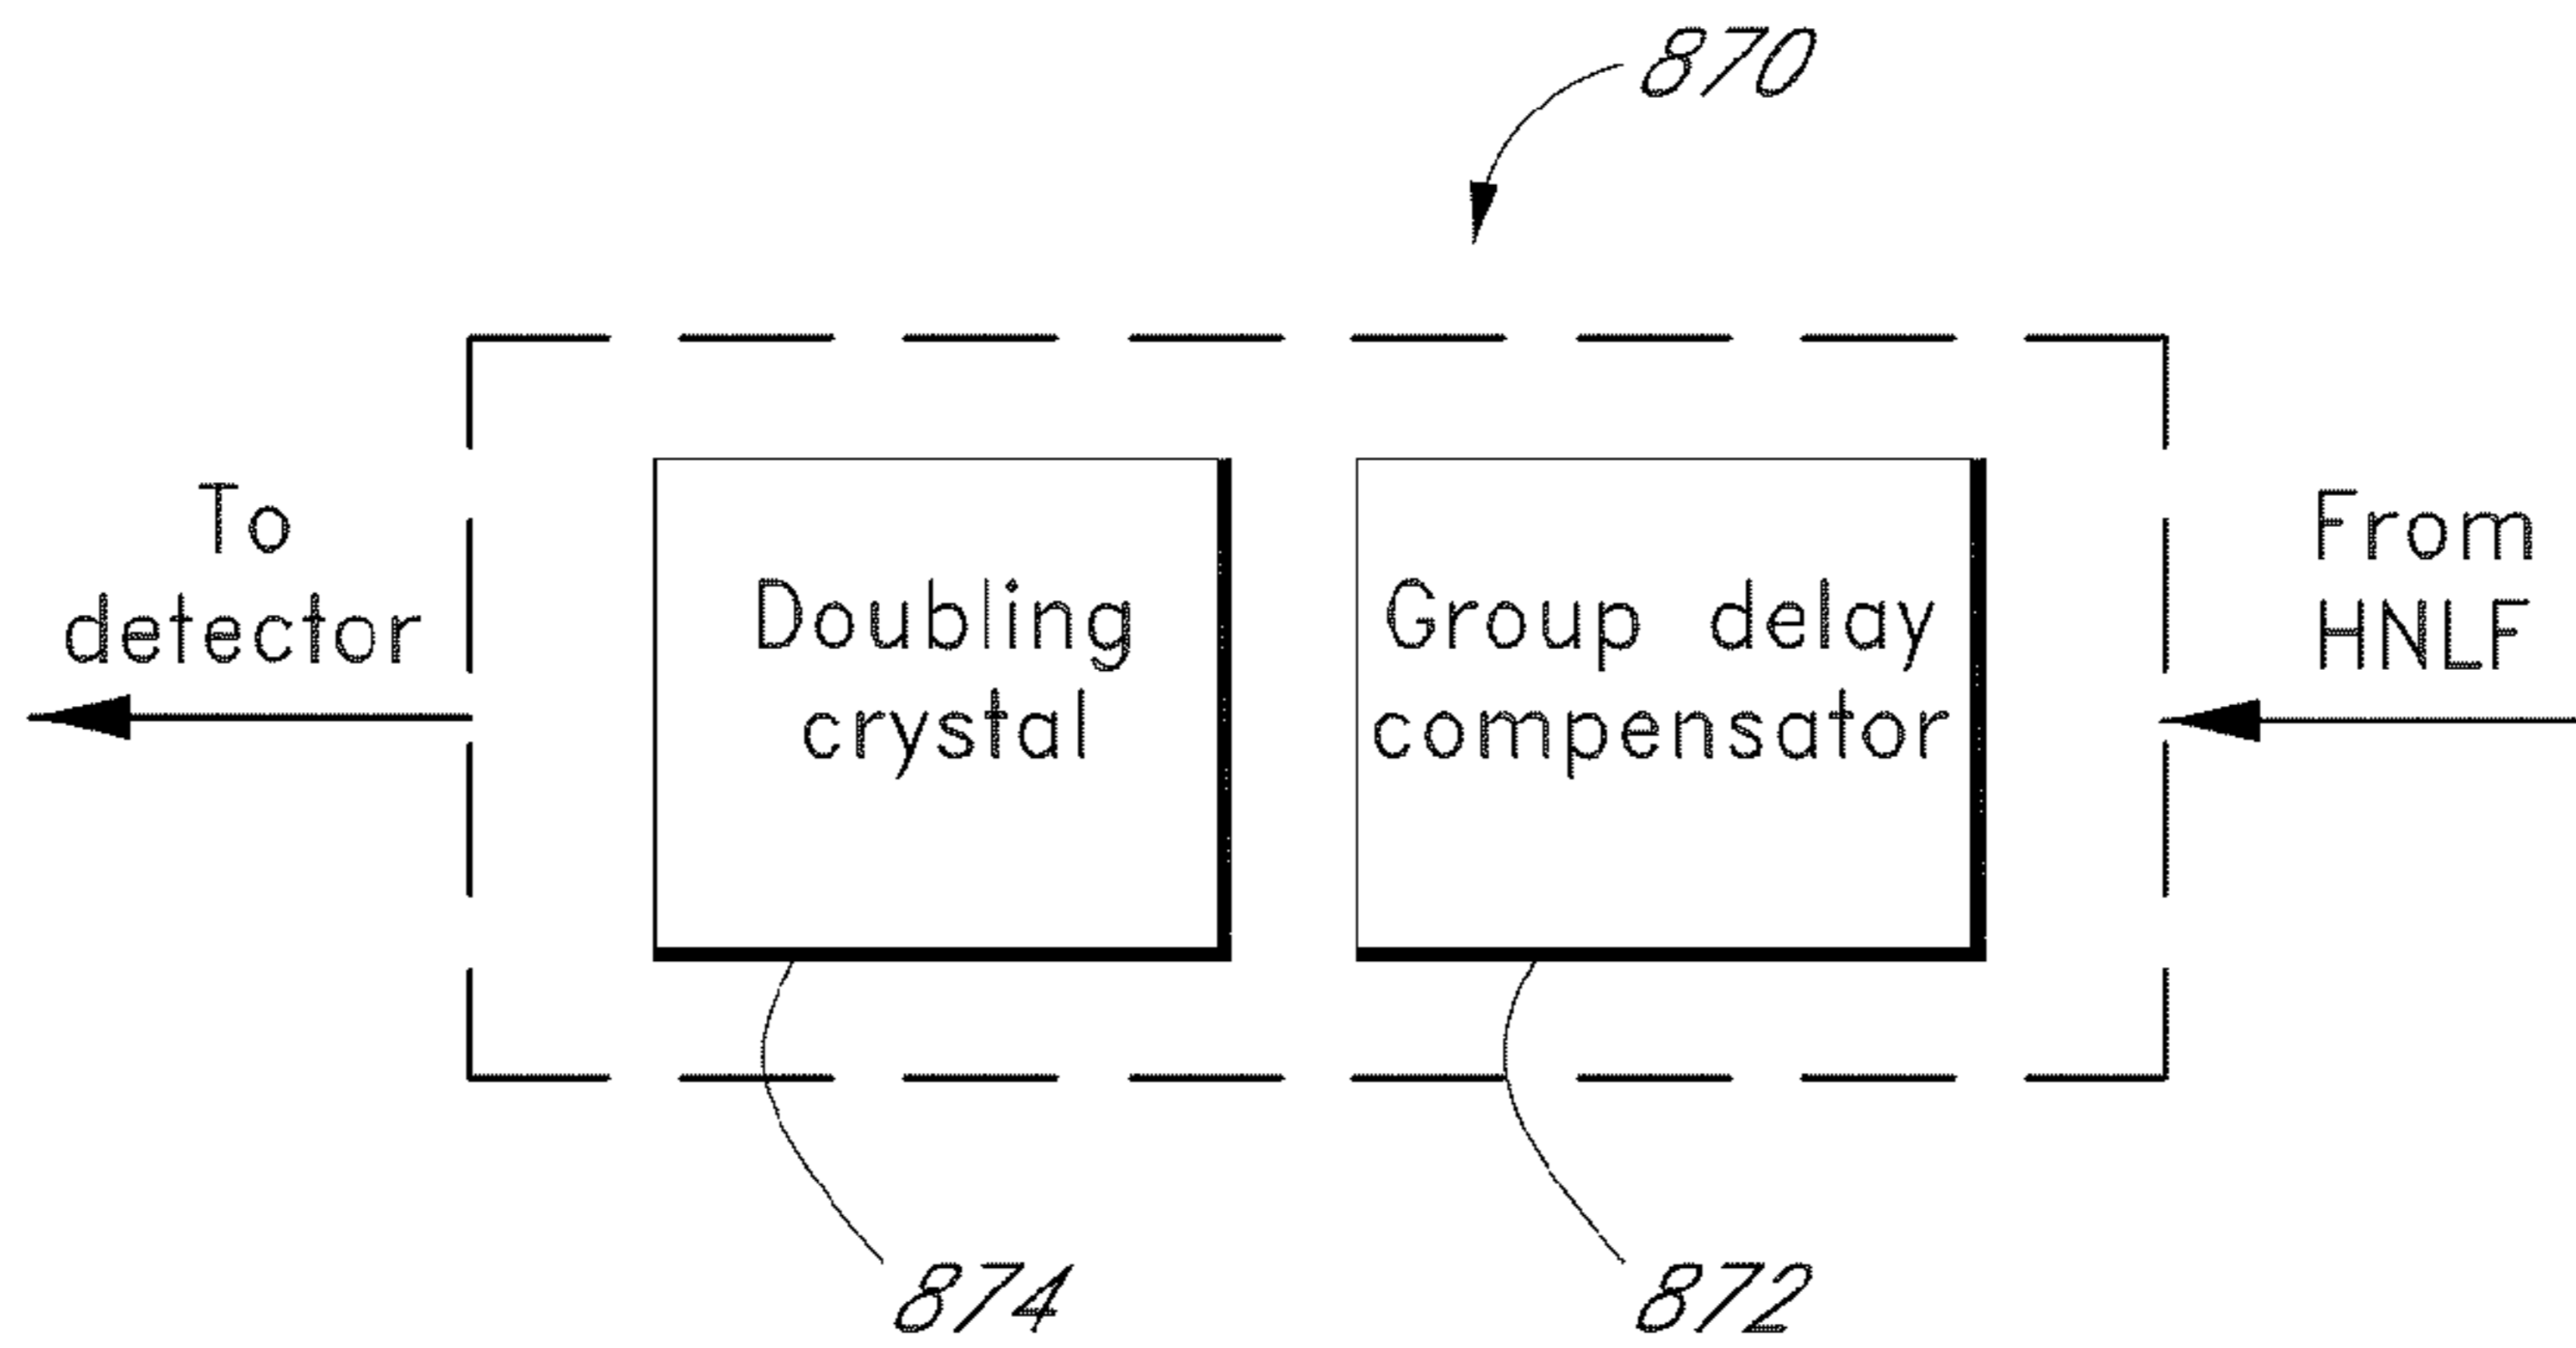 870
To
detector
Doubling
crystal
Group delay
compensator
From
HNLF
874
872